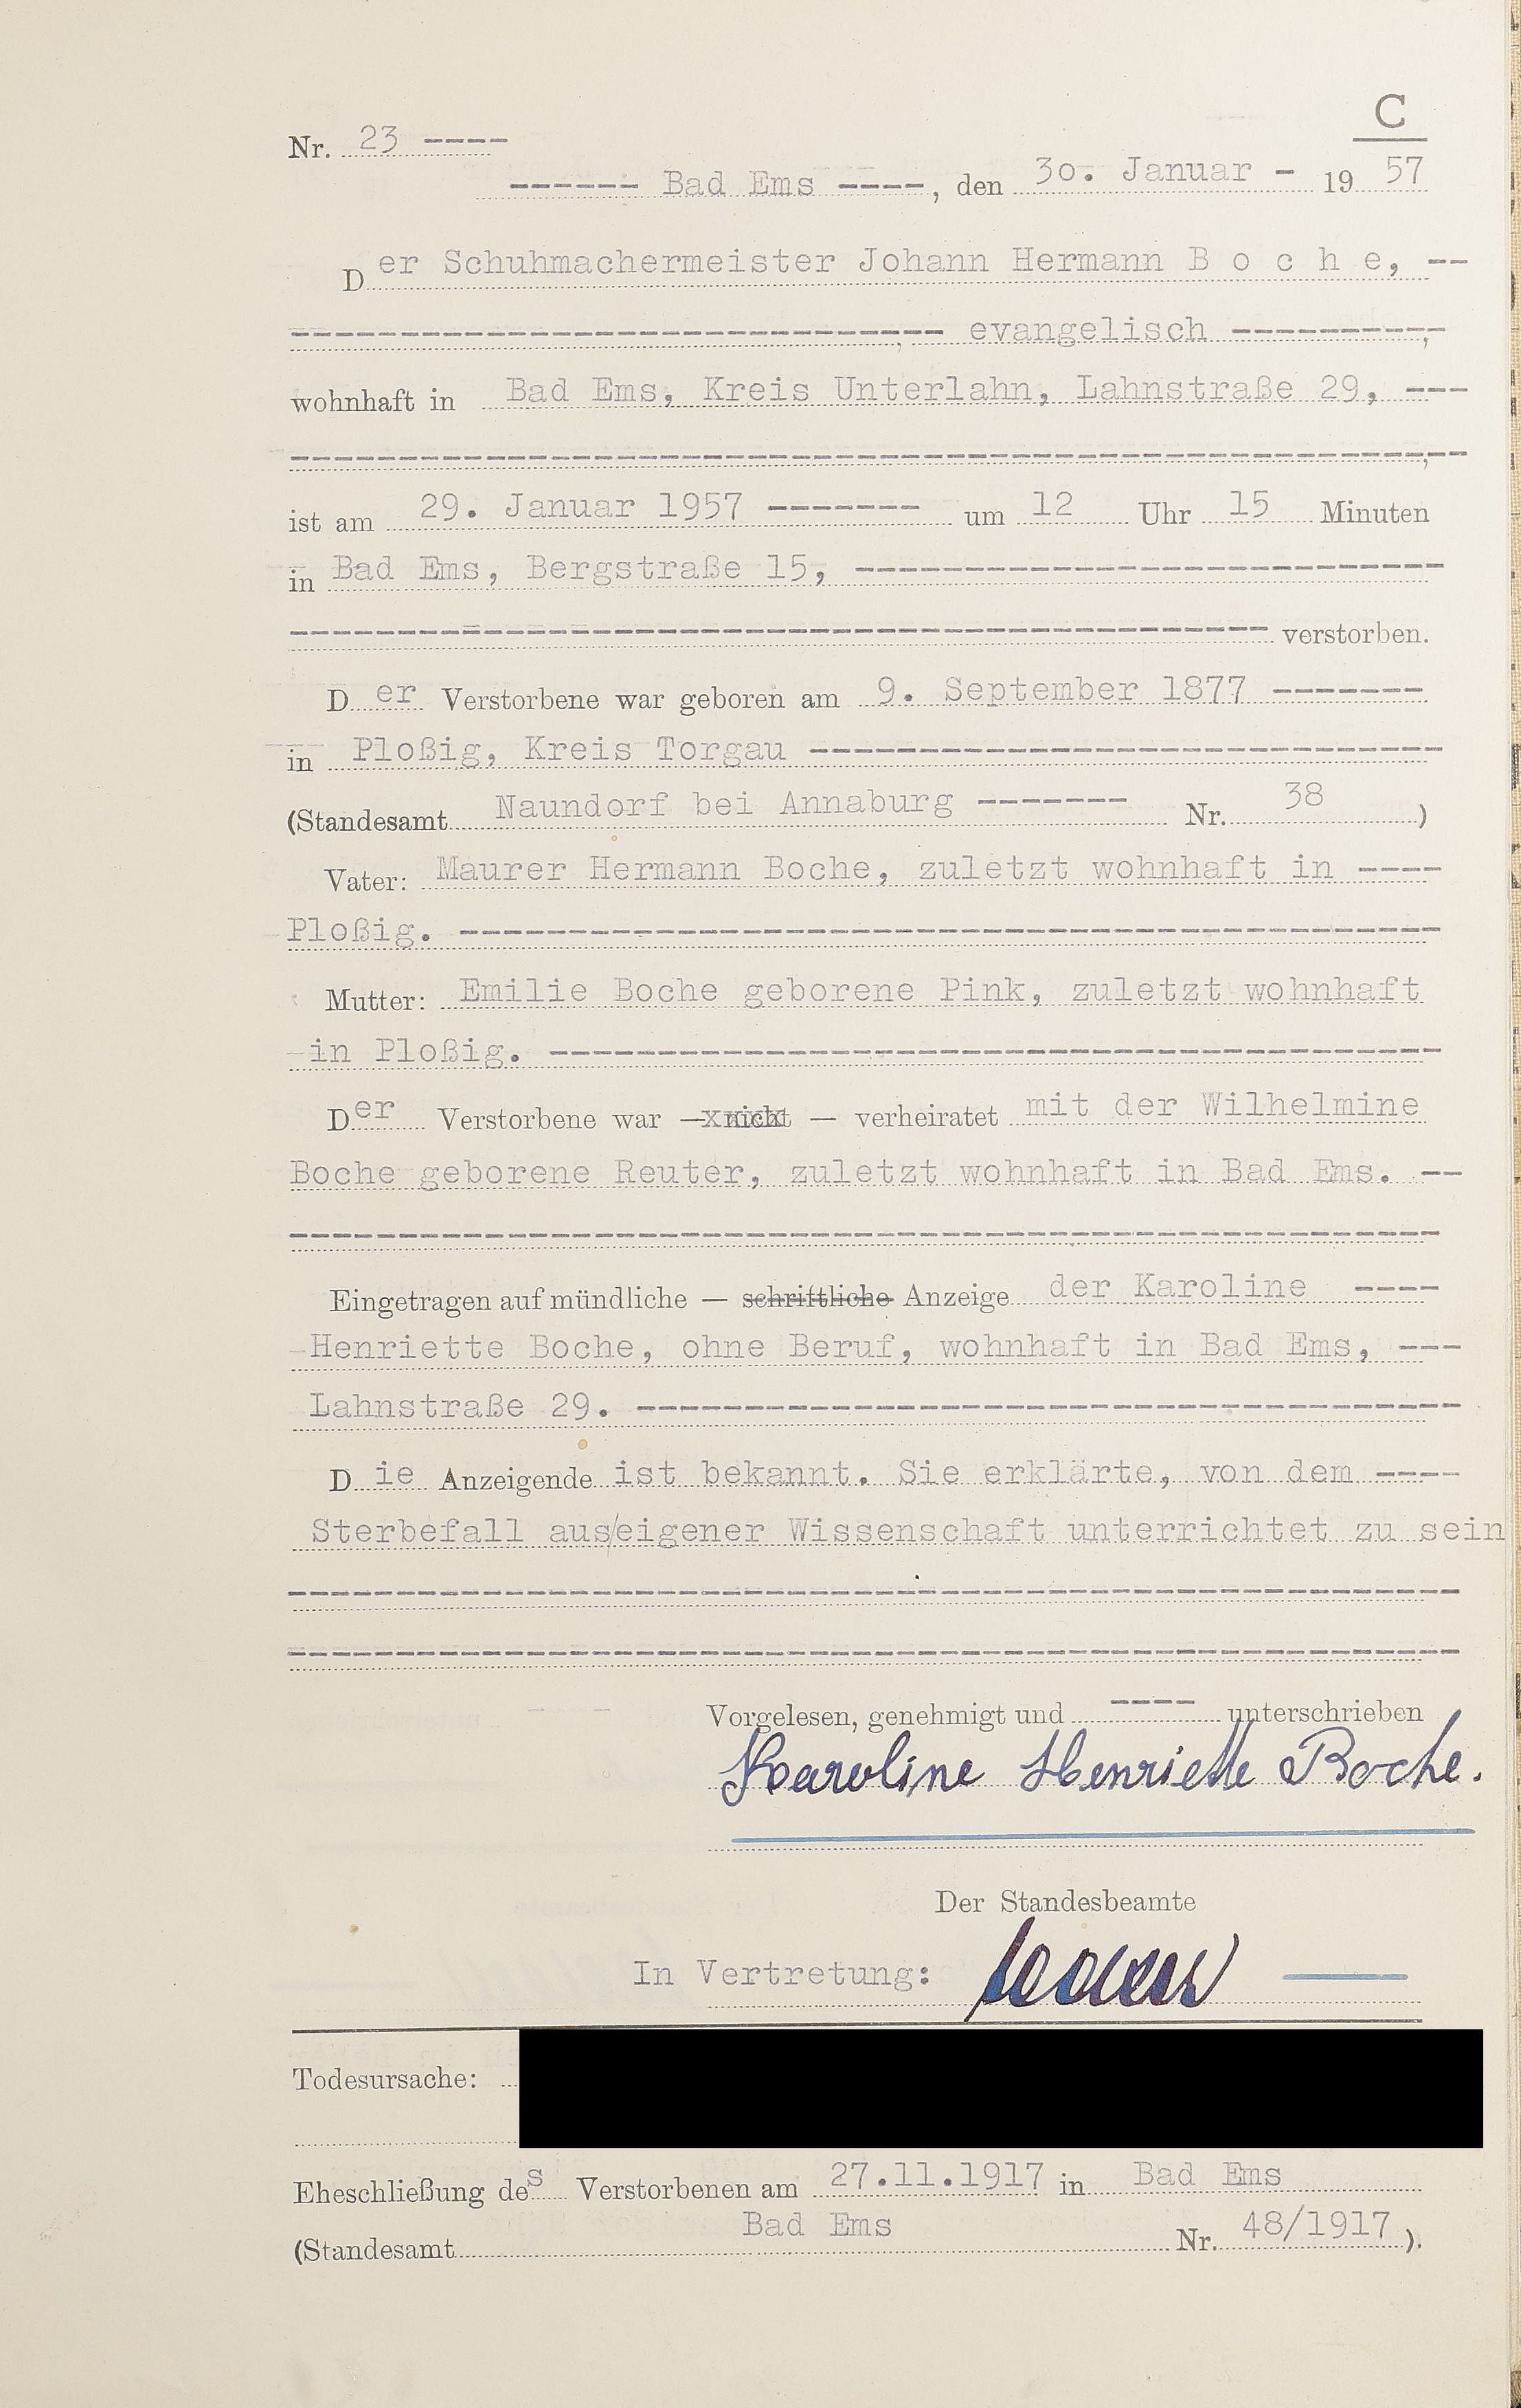 C
Nr. 23 ----
------ Bad Ems ----, den 30. Januar - 19 57
Der Schuhmachermeister Johann Hermann B o c h e, --
------------------------------ evangelisch ----------,
wohnhaft in Bad Ems, Kreis Unterlahn, Lahnstraße 29, ---
------------------------------------------------------,--
ist am 29. Januar 1957 ------- um 12 Uhr 15 Minuten
in Bad Ems, Bergstraße 15, ---------------------------
--------------------------------------------- verstorben.
Der Verstorbene war geboren am 9. September 1877 -------
in Ploßig, Kreis Torgau -----------------------------
(Standesamt Naundorf bei Annaburg ------- Nr. 38 )
Vater: Maurer Hermann Boche, zuletzt wohnhaft in ----
Ploßig. ---------------------------------------------
Mutter: Emilie Boche geborene Pink, zuletzt wohnhaft
-in Ploßig. -----------------------------------------
Der Verstorbene war — nicht — verheiratet mit der Wilhelmine
Boche geborene Reuter, zuletzt wohnhaft in Bad Ems. --
-----------------------------------------------------
Eingetragen auf mündliche — schriftliche Anzeige der Karoline ----
-Henriette Boche, ohne Beruf, wohnhaft in Bad Ems, ---
Lahnstraße 29. --------------------------------------
Die Anzeigende ist bekannt. Sie erklärte, von dem ----
Sterbefall aus/eigener Wissenschaft unterrichtet zu sein
------------------------------------------------------
------------------------------------------------------
Vorgelesen, genehmigt und ---- unterschrieben
Karoline Henriette Boche.
Der Standesbeamte
In Vertretung:
Todesursache:
Eheschließung des Verstorbenen am 27.11.1917 in Bad Ems
(Standesamt Bad Ems Nr. 48/1917 ).